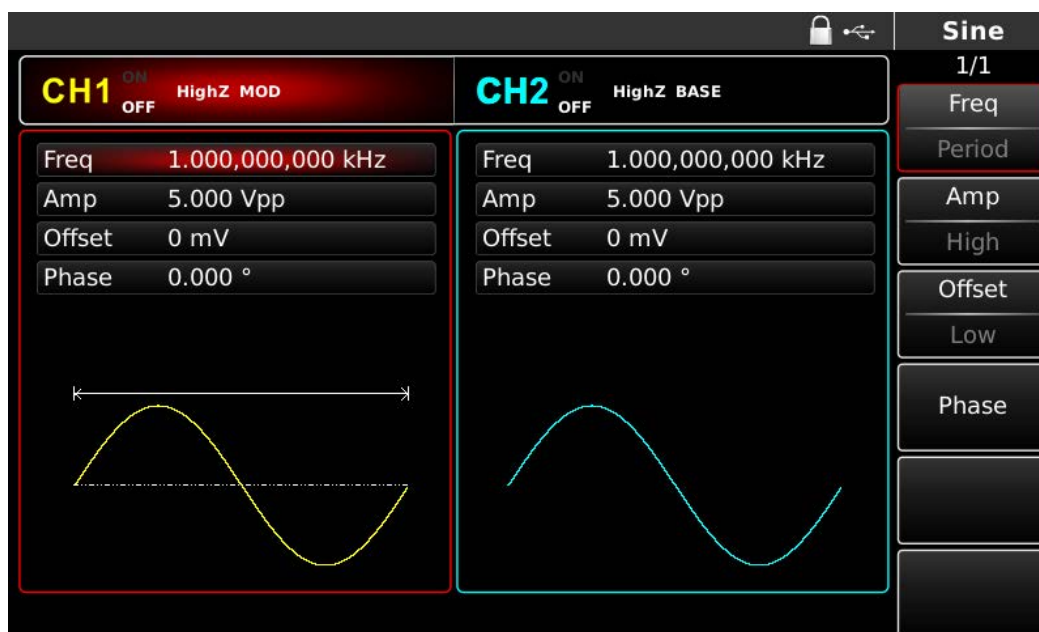 Sine
1/1
CH1 ON OFF HighZ MOD
CH2 ON OFF HighZ BASE
Freq 1.000,000,000 kHz
Amp 5.000 Vpp
Offset 0 mV
Phase 0.000 °
Freq 1.000,000,000 kHz
Amp 5.000 Vpp
Offset 0 mV
Phase 0.000 °
Freq
Period
Amp
High
Offset
Low
Phase